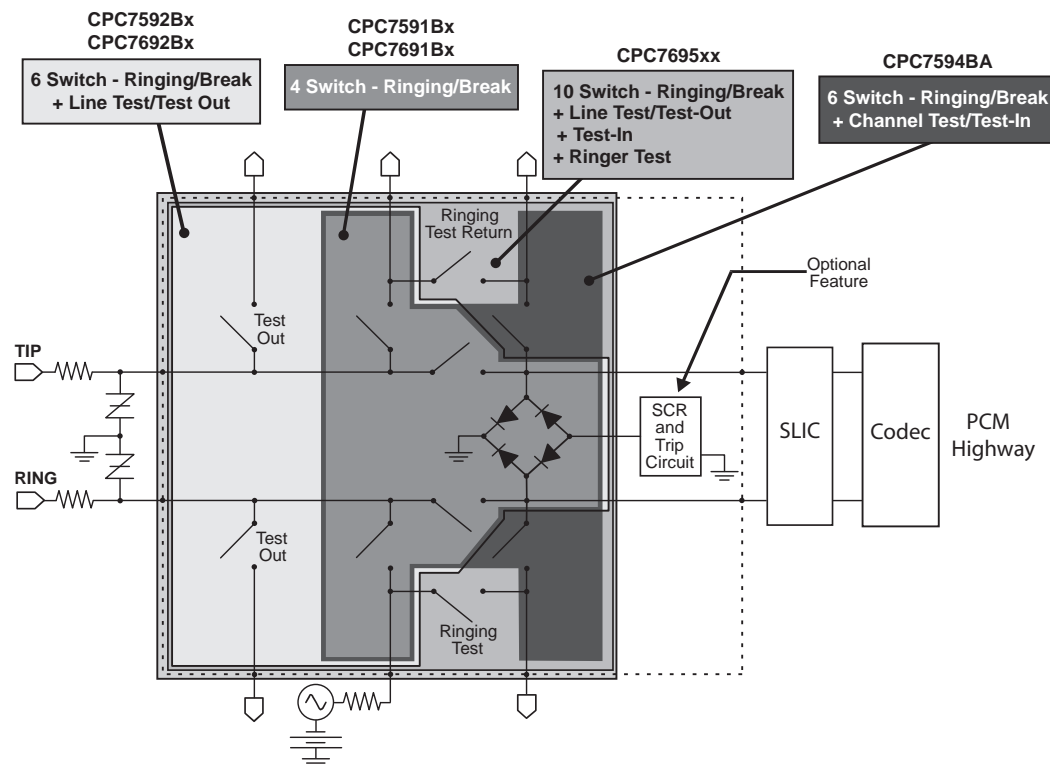 CPC7592Bx
CPC7692Bx
6 Switch - Ringing/Break
+ Line Test/Test Out
CPC7591Bx
CPC7691Bx
4 Switch - Ringing/Break
CPC7695xx
10 Switch - Ringing/Break
+ Line Test/Test-Out
+ Test-In
+ Ringer Test
CPC7594BA
6 Switch - Ringing/Break
+ Channel Test/Test-In
Ringing
Test Return
Optional
Feature
Test
Out
TIP
SCR
and
Trip
Circuit
SLIC
Codec
PCM
Highway
RING
Test
Out
Ringing
Test